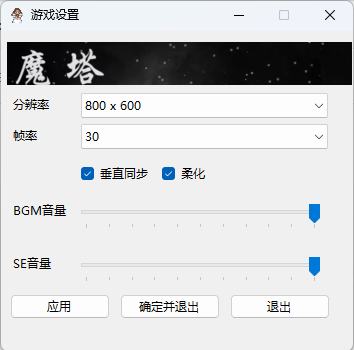 游戏设置
魔 塔
分辨率
800 x 600
帧率
30
垂直同步 柔化
BGM音量
SE音量
应用 确定并退出 退出